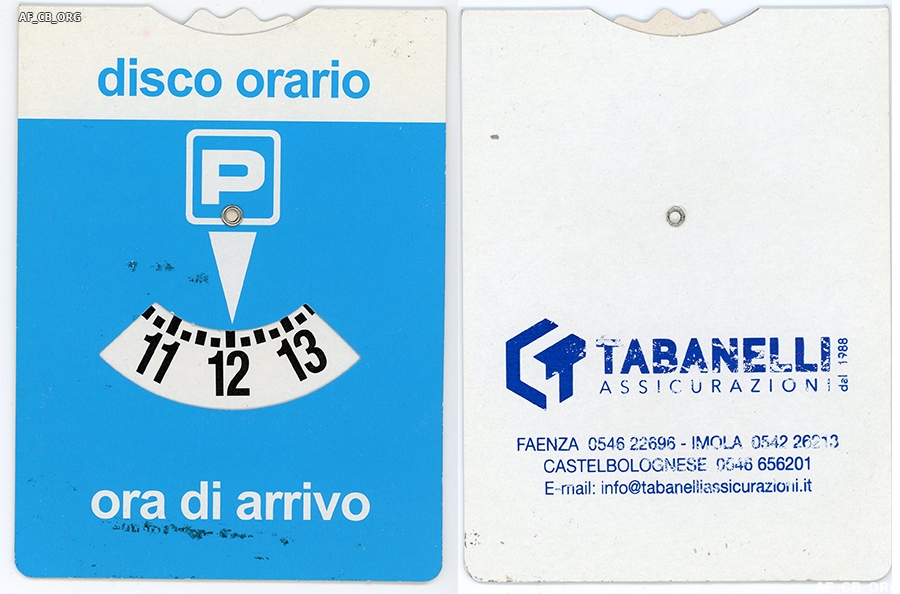 AF_CB_ORG
disco orario
P
11 12 13
ora di arrivo
TABANELLI
ASSICURAZIONI
dal 1988
FAENZA 0546 22696 - IMOLA 0542 26213
CASTELBOLOGNESE 0546 656201
E-mail: info@tabanelliassicurazioni.it
AF_CB_OR